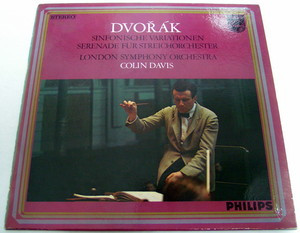 STEREO
DVOŘÁK
SINFONISCHE VARIATIONEN
SERENADE FÜR STREICHORCHESTER
LONDON SYMPHONY ORCHESTRA
COLIN DAVIS
PHILIPS